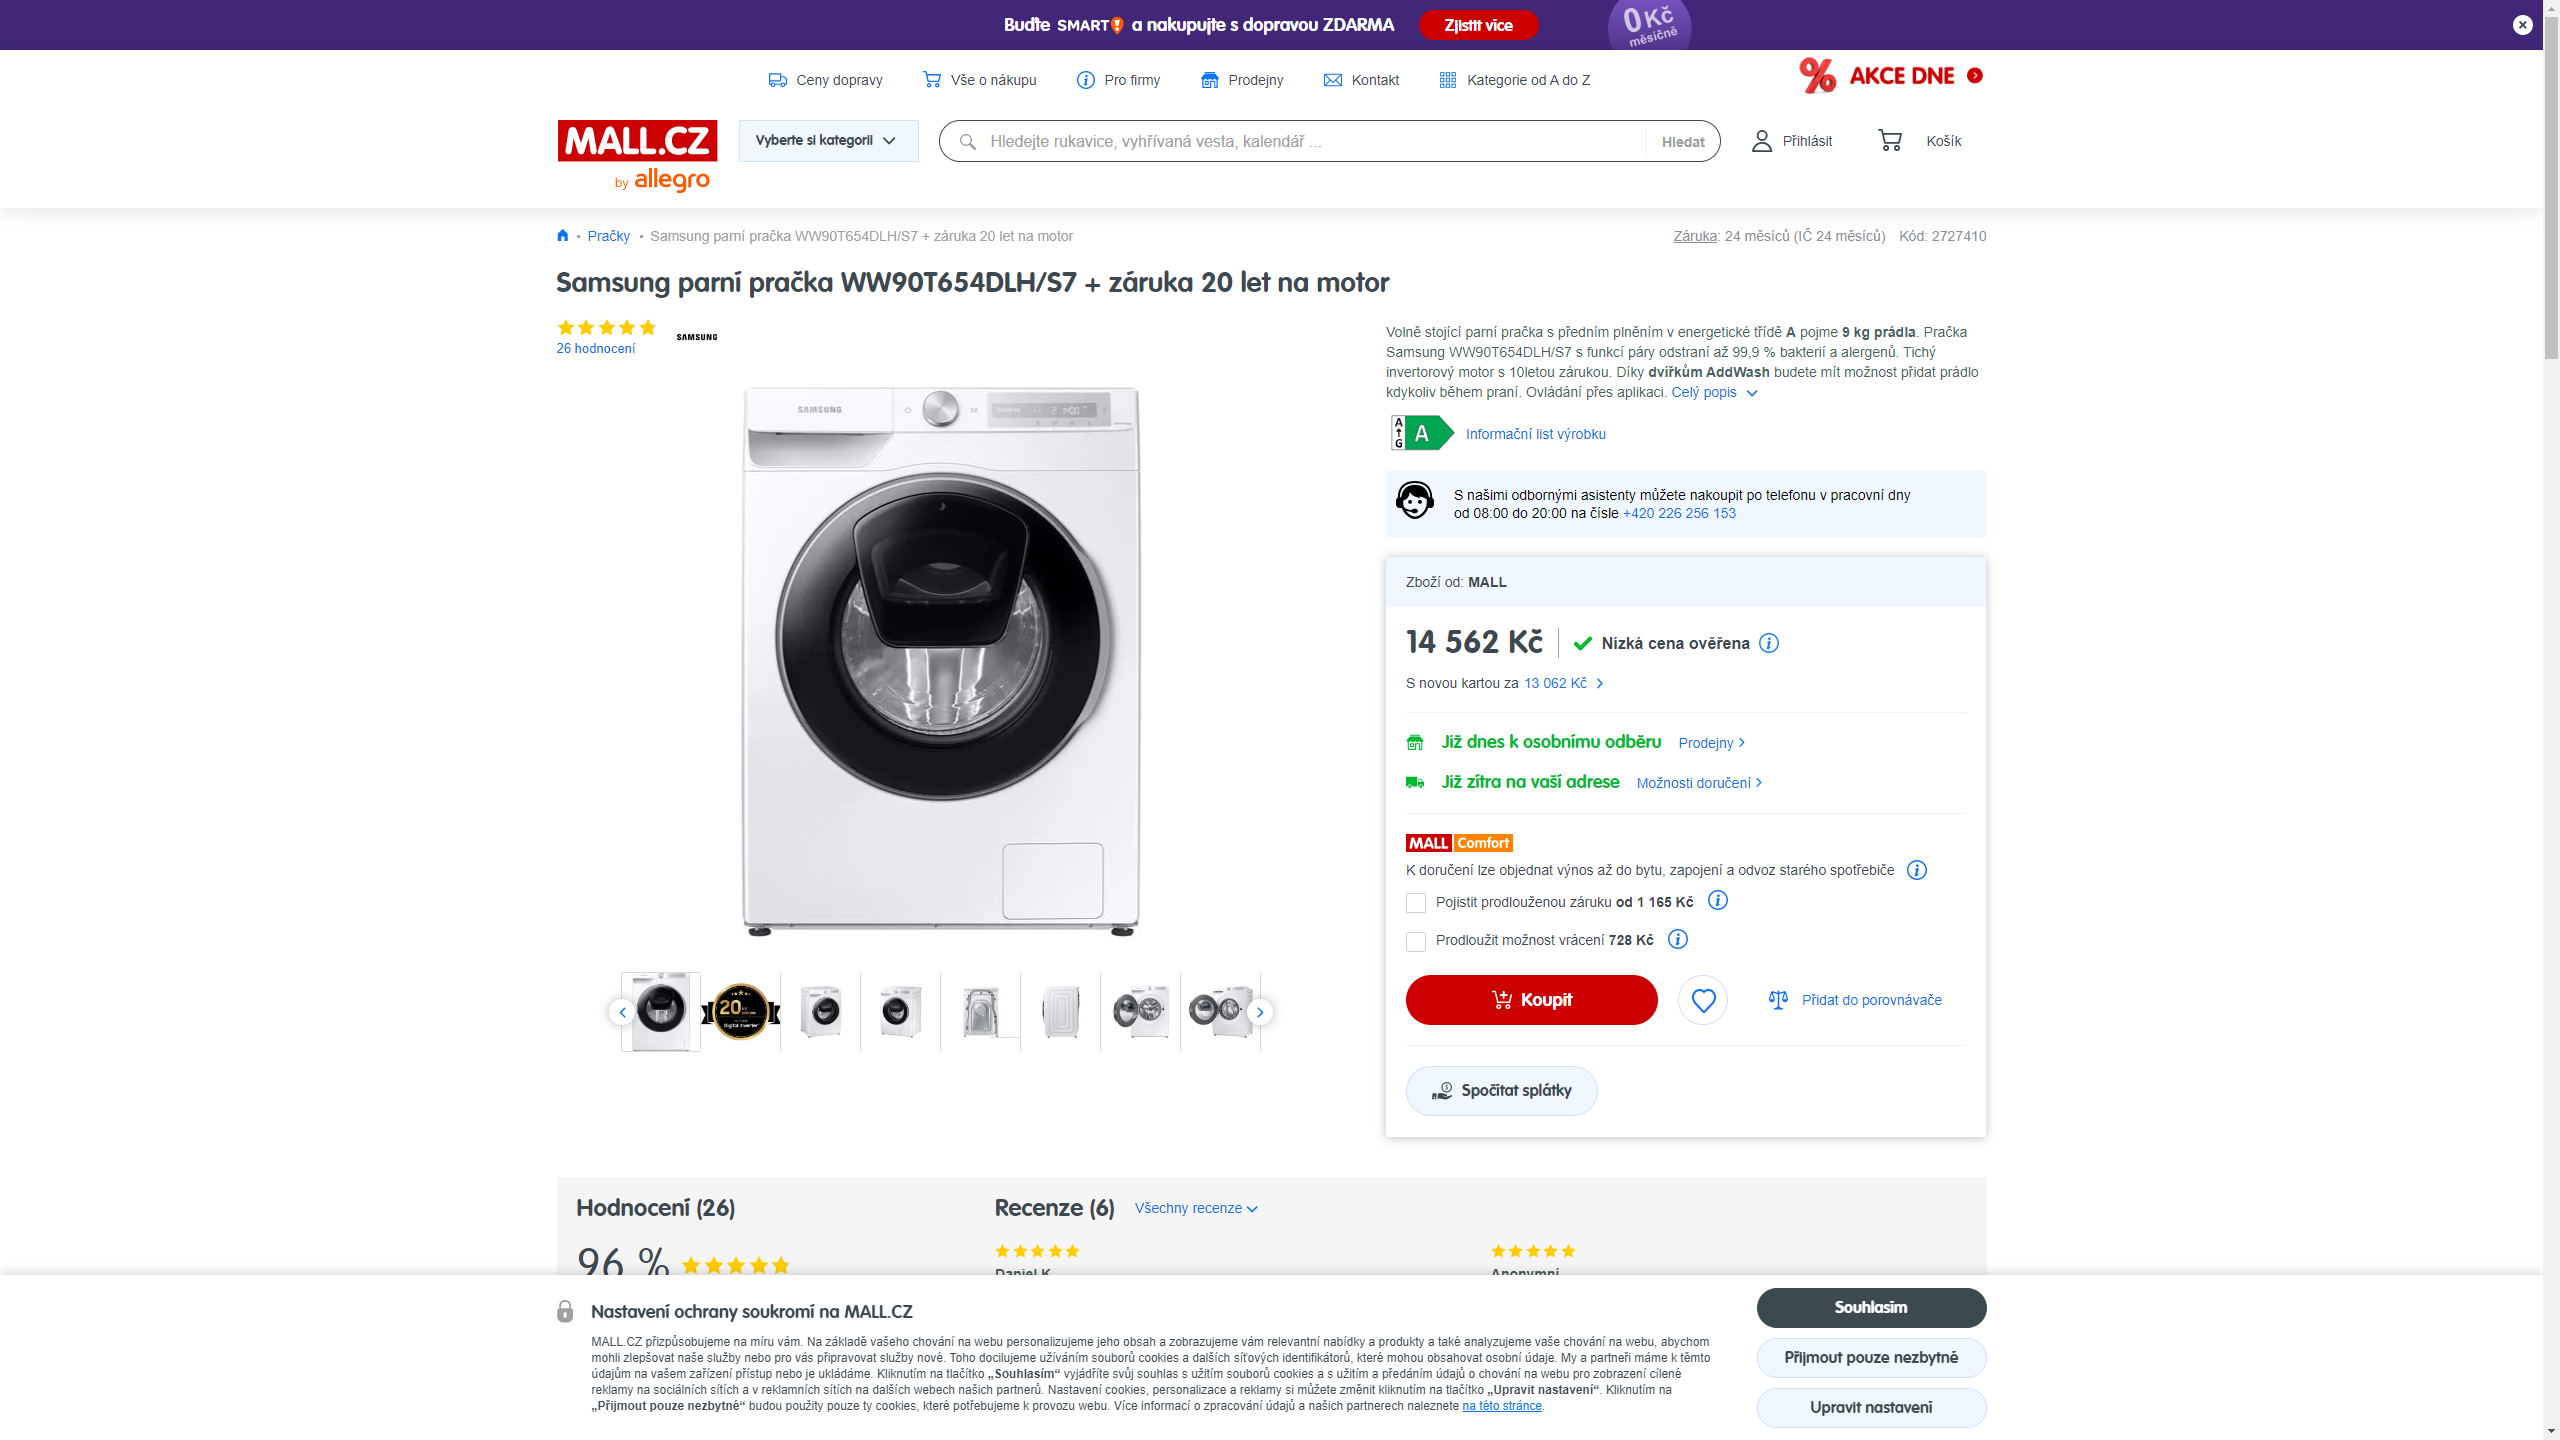 Buďte SMART! a nakupujte s dopravou ZDARMA
Zjistit více
0 Kč
měsíčně
Ceny dopravy
Vše o nákupu
Pro firmy
Prodejny
Kontakt
Kategorie od A do Z
% AKCE DNE
MALL.CZ
by allegro
Vyberte si kategorii
Hledejte rukavice, vyhřívaná vesta, kalendář ...
Hledat
Přihlásit
Košík
Pračky
Samsung parní pračka WW90T654DLH/S7 + záruka 20 let na motor
Záruka: 24 měsíců (IČ 24 měsíců) Kód: 2727410
Samsung parní pračka WW90T654DLH/S7 + záruka 20 let na motor
26 hodnocení
SAMSUNG
SAMSUNG
Volně stojící parní pračka s předním plněním v energetické třídě A pojme 9 kg prádla. Pračka
Samsung WW90T654DLH/S7 s funkcí páry odstraní až 99,9 % bakterií a alergenů. Tichý
invertorový motor s 10letou zárukou. Díky dvířkům AddWash budete mít možnost přidat prádlo
kdykoliv během praní. Ovládání přes aplikaci. Celý popis
A
G
A
Informační list výrobku
S našimi odbornými asistenty můžete nakoupit po telefonu v pracovní dny
od 08:00 do 20:00 na čísle +420 226 256 153
Zboží od: MALL
14 562 Kč
Nízká cena ověřena
S novou kartou za 13 062 Kč
Již dnes k osobnímu odběru
Prodejny
Již zítra na vaší adrese
Možnosti doručení
MALL Comfort
K doručení lze objednat výnos až do bytu, zapojení a odvoz starého spotřebiče
Pojistit prodlouženou záruku od 1 165 Kč
Prodloužit možnost vrácení 728 Kč
Koupit
Přidat do porovnávače
Spočítat splátky
20 let
Digital Inverter
Hodnocení (26)
96 %
Recenze (6)
Všechny recenze
Daniel K.
Anonymní
Nastavení ochrany soukromí na MALL.CZ
MALL.CZ přizpůsobujeme na míru vám. Na základě vašeho chování na webu personalizujeme jeho obsah a zobrazujeme vám relevantní nabídky a produkty a také analyzujeme vaše chování na webu, abychom
mohli zlepšovat naše služby nebo pro vás připravovat služby nové. Toho docilujeme užíváním souborů cookies a dalších síťových identifikátorů, které mohou obsahovat osobní údaje. My a partneři máme k těmto
údajům na vašem zařízení přístup nebo je ukládáme. Kliknutím na tlačítko „Souhlasím“ vyjádříte svůj souhlas s užitím souborů cookies a s užitím a předáním údajů o chování na webu pro zobrazení cílené
reklamy na sociálních sítích a v reklamních sítích na dalších webech našich partnerů. Nastavení cookies, personalizace a reklamy si můžete změnit kliknutím na tlačítko „Upravit nastavení“. Kliknutím na
„Přijmout pouze nezbytné“ budou použity pouze ty cookies, které potřebujeme k provozu webu. Více informací o zpracování údajů a našich partnerech naleznete na této stránce.
Souhlasím
Přijmout pouze nezbytné
Upravit nastavení